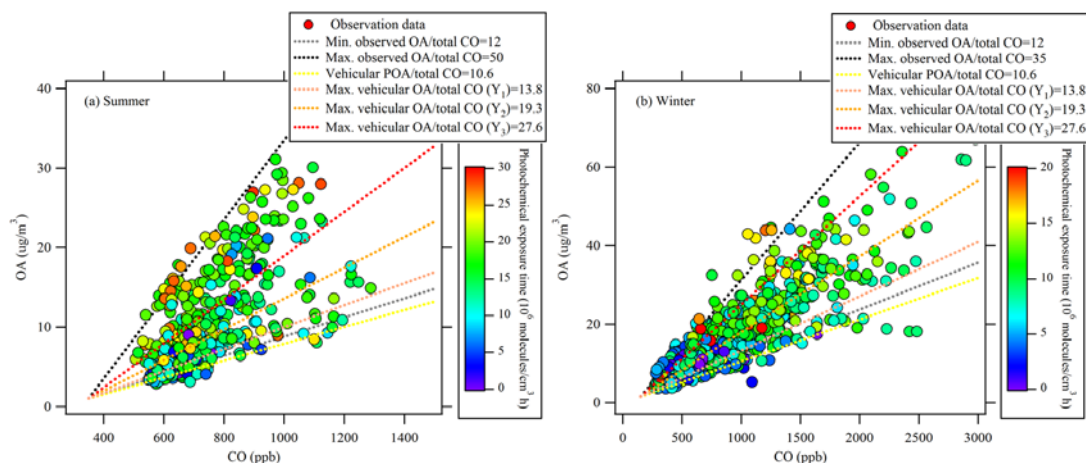 Observation data
Min. observed OA/total CO=12
Max. observed OA/total CO=50
Vehicular POA/total CO=10.6
Max. vehicular OA/total CO (Y₁)=13.8
Max. vehicular OA/total CO (Y₂)=19.3
Max. vehicular OA/total CO (Y₃)=27.6
(a) Summer
40
30
20
10
0
OA (ug/m³)
400
600
800
1000
1200
1400
CO (ppb)
30
20
10
0
Photochemical exposure time (10⁶ molecules/cm³ h)
Observation data
Min. observed OA/total CO=12
Max. observed OA/total CO=35
Vehicular POA/total CO=10.6
Max. vehicular OA/total CO (Y₁)=13.8
Max. vehicular OA/total CO (Y₂)=19.3
Max. vehicular OA/total CO (Y₃)=27.6
(b) Winter
80
60
40
20
0
OA (ug/m³)
0
500
1000
1500
2000
2500
3000
CO (ppb)
20
15
10
5
0
Photochemical exposure time (10⁶ molecules/cm³ h)